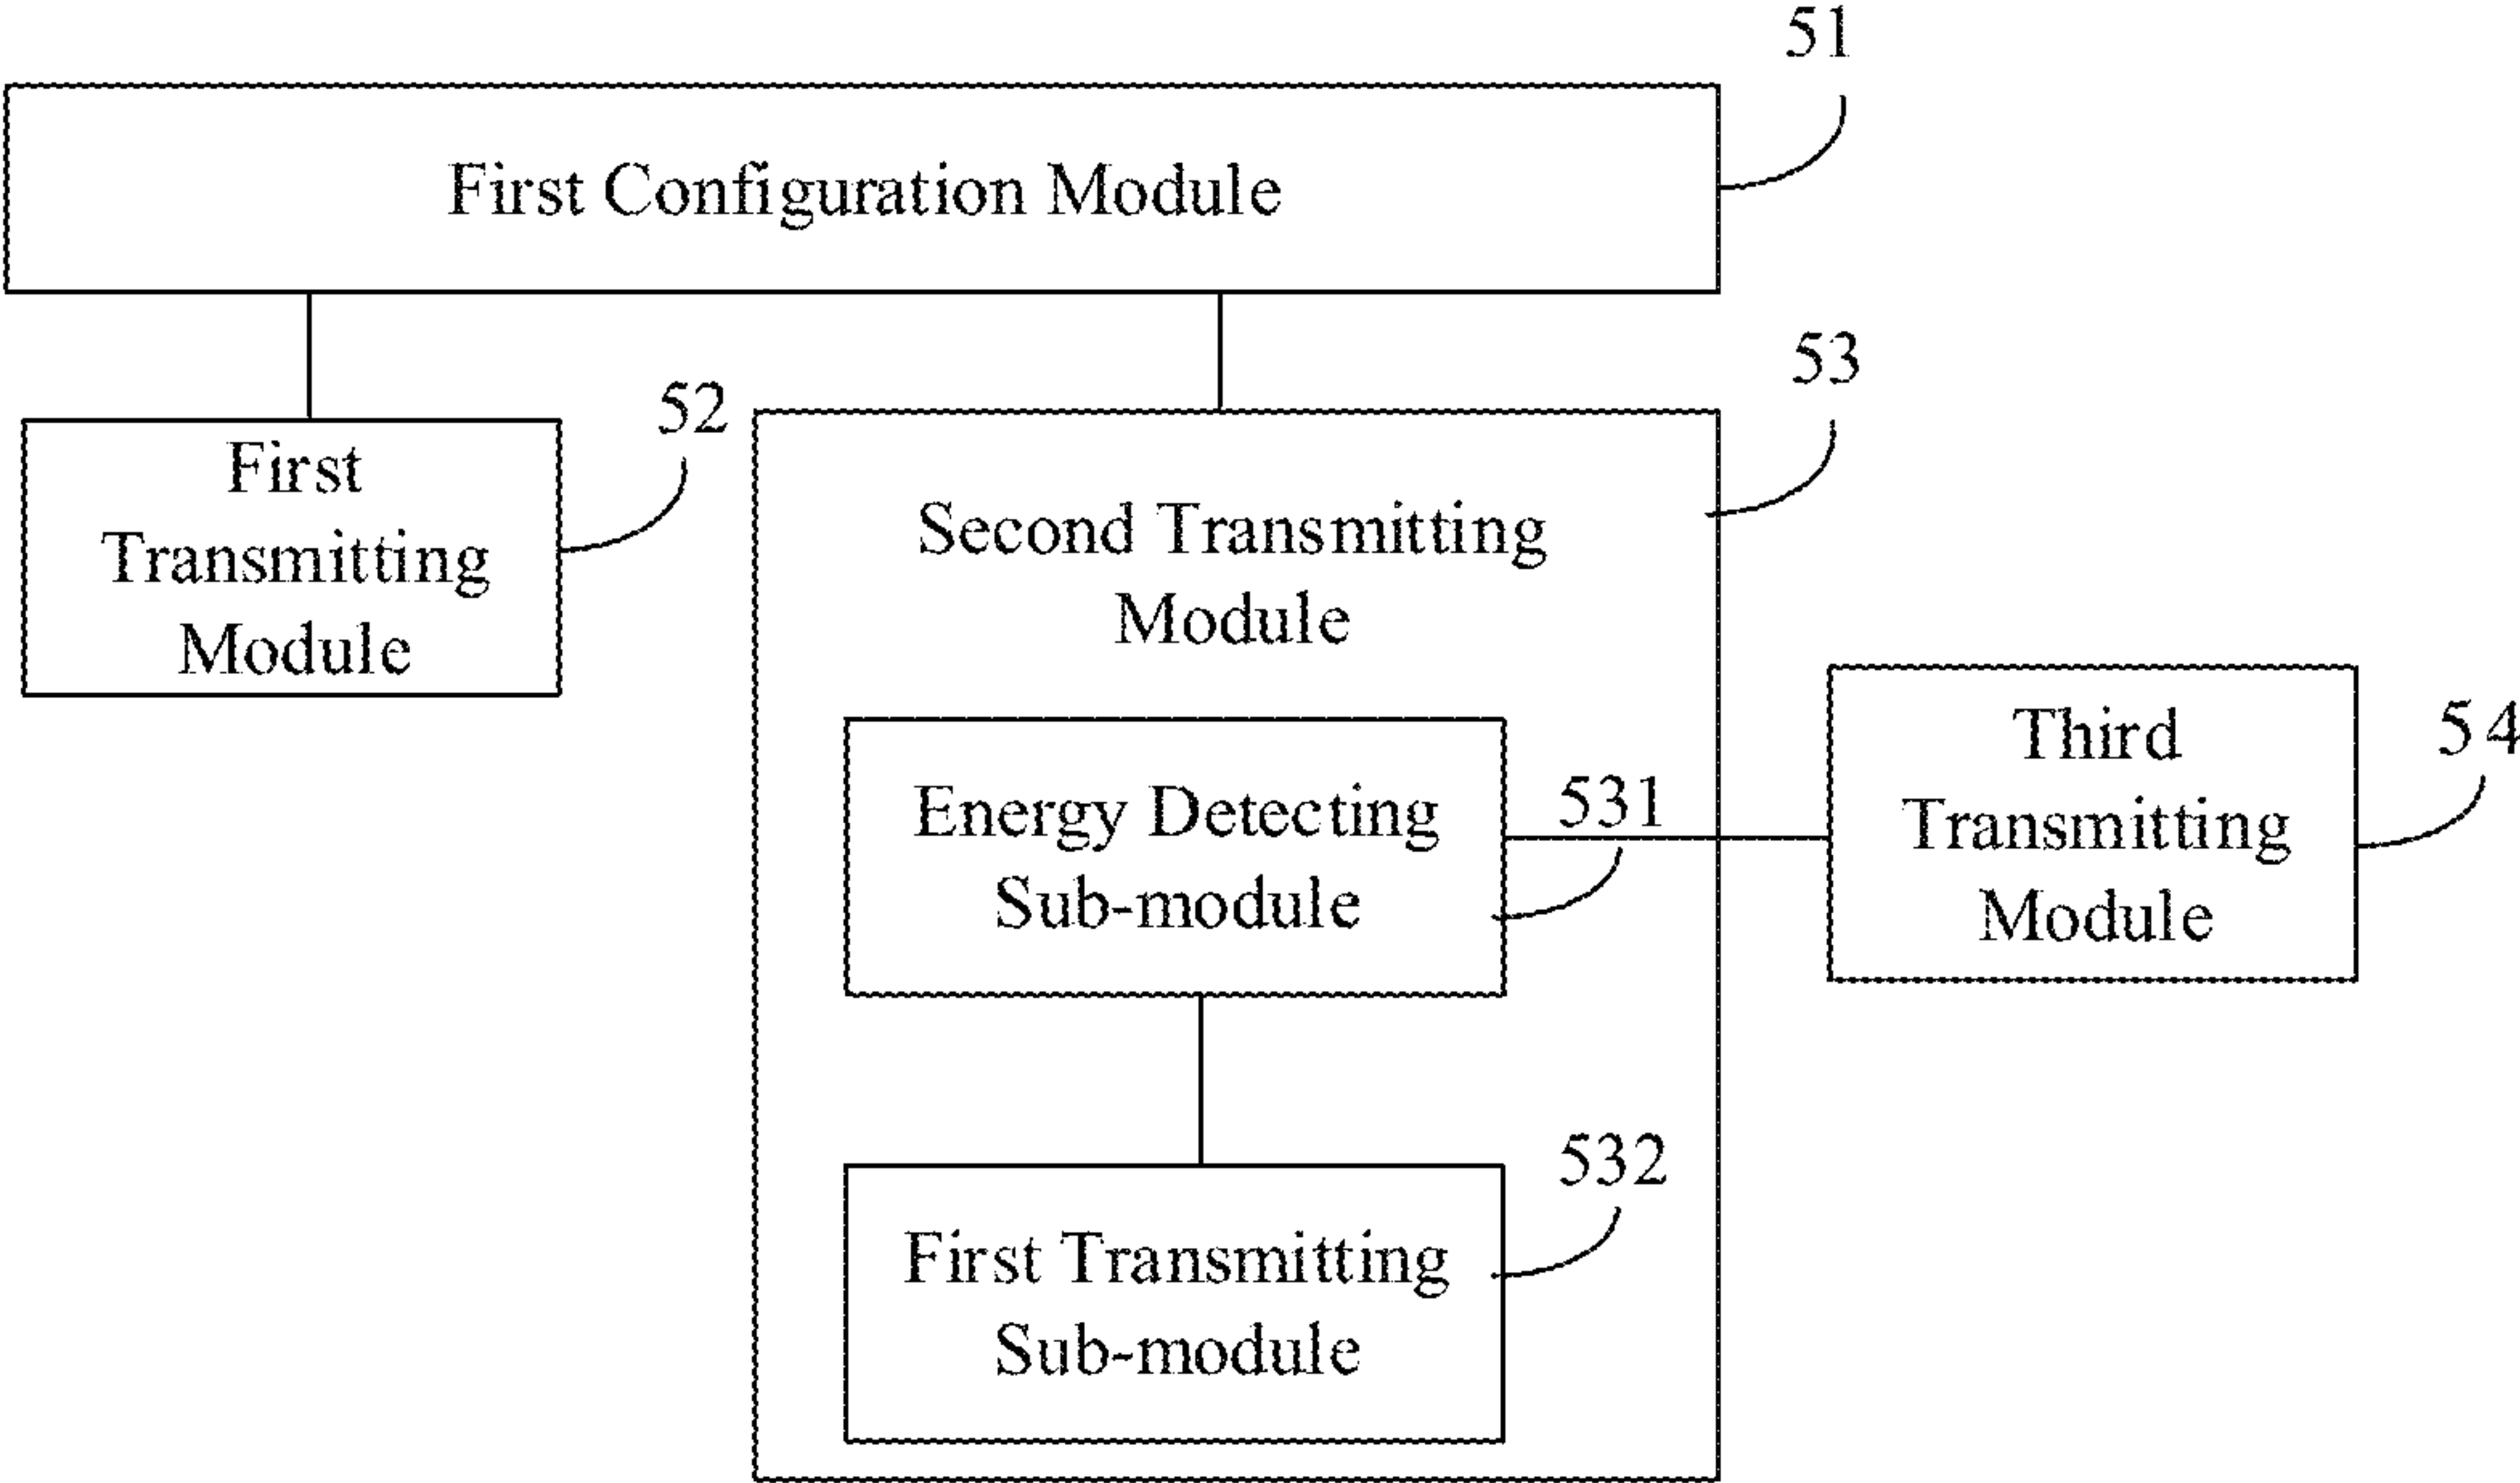 51
First Configuration Module
53
52
First
Transmitting
Module
Second Transmitting
Module
54
Third
Transmitting
Module
531
Energy Detecting
Sub-module
532
First Transmitting
Sub-module